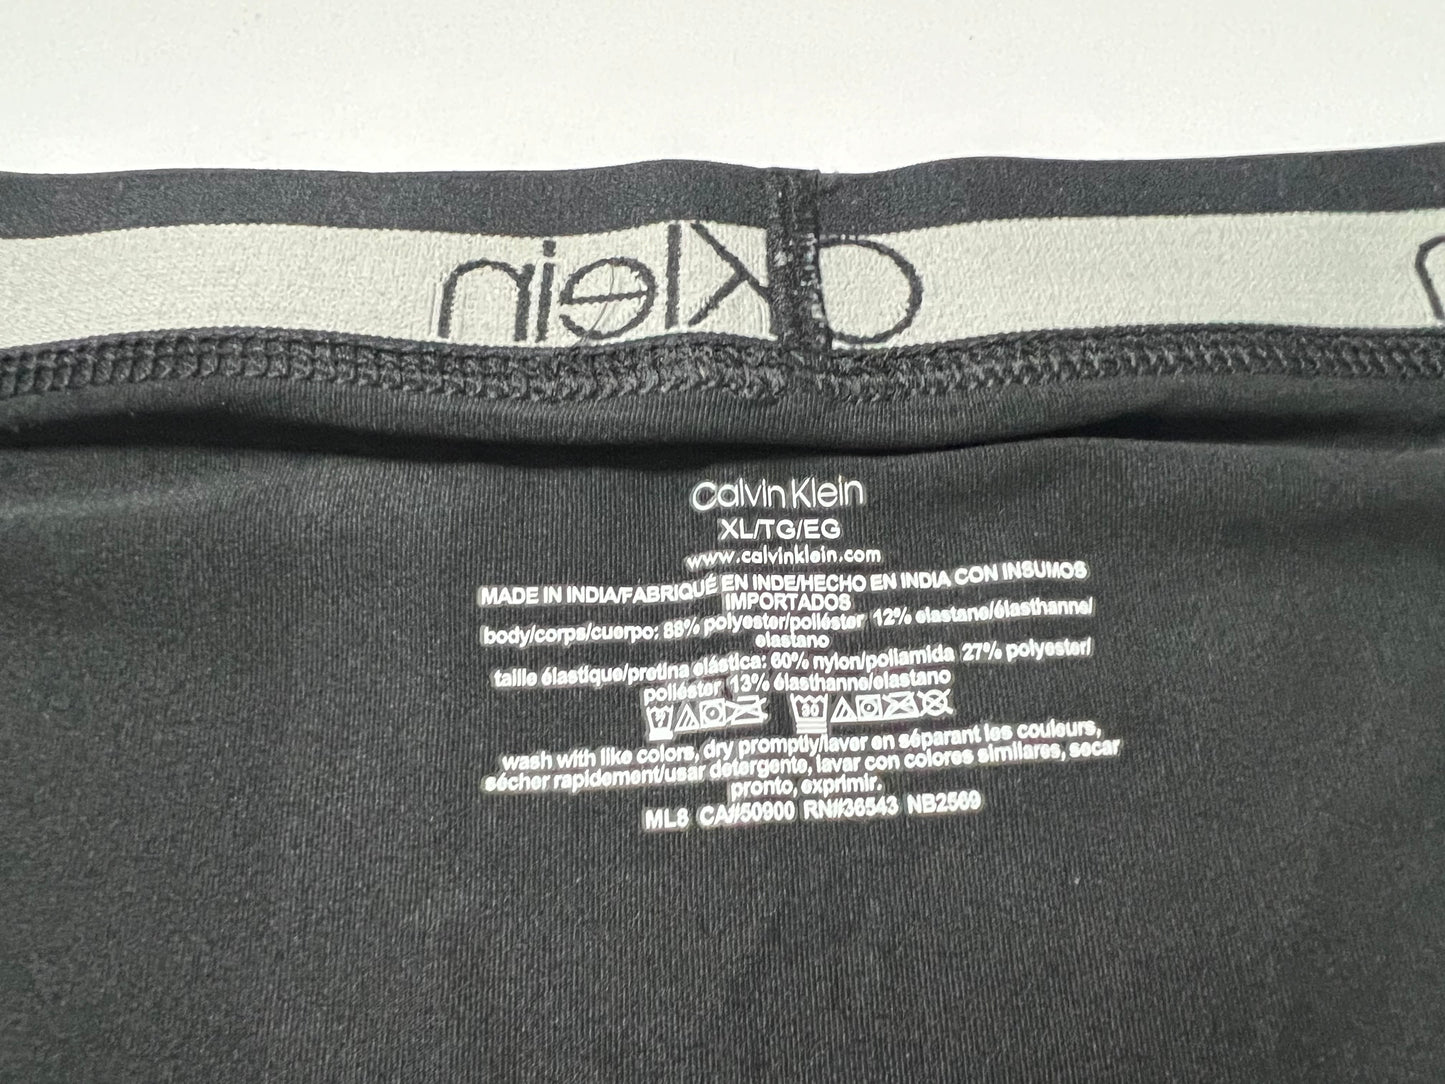 klein
c
Calvin Klein
XL/TG/EG
www.calvinklein.com
MADE IN INDIA/FABRIQUÉ EN INDE/HECHO EN INDIA CON INSUMOS
IMPORTADOS
body/corps/cuerpo: 88% polyester/poliéster 12% elastane/élasthanne/
elastano
taille élastique/pretina elástica: 60% nylon/poliamida 27% polyester/
poliéster 13% élasthanne/elastano
30
wash with like colors, dry promptly/laver en séparant les couleurs,
sécher rapidement/usar detergente, lavar con colores similares, secar
pronto, exprimir.
ML8 CA#50900 RN#36543 NB2569